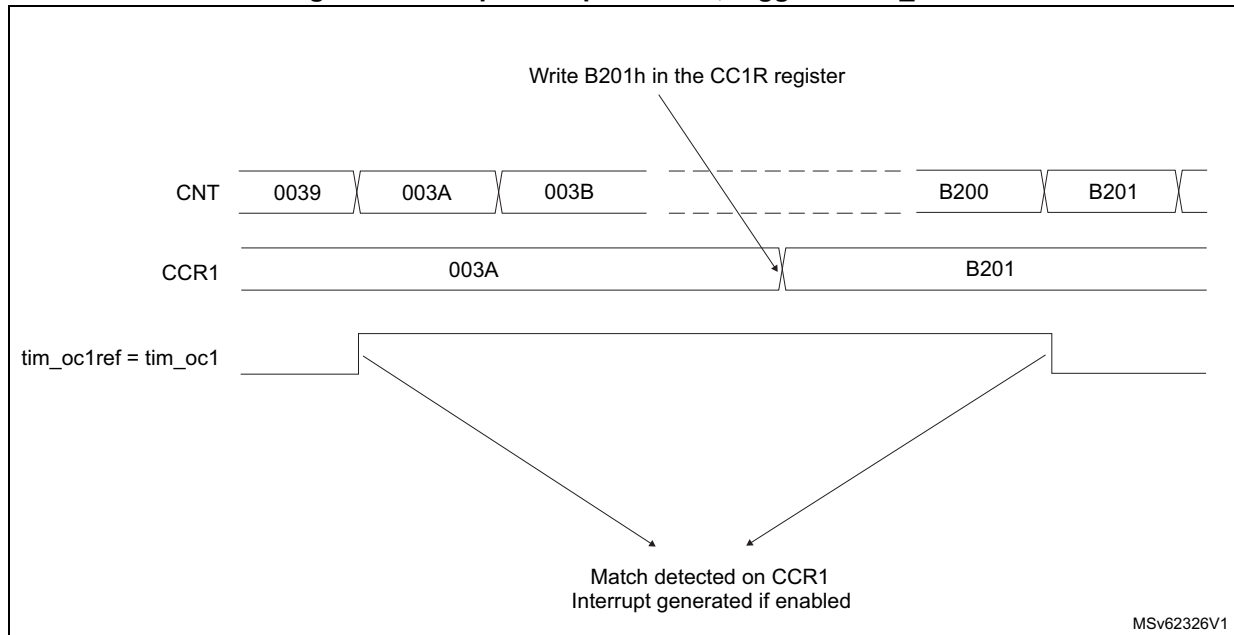 Write B201h in the CC1R register
CNT 0039 003A 003B B200 B201
CCR1 003A B201
tim_oc1ref = tim_oc1
Match detected on CCR1
Interrupt generated if enabled
MSv62326V1